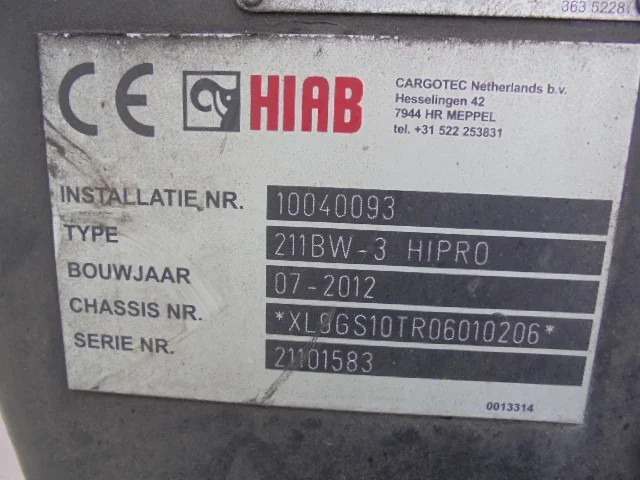 363 5228
CE HIAB
CARGOTEC Netherlands b.v.
Hesselingen 42
7944 HR MEPPEL
tel. +31 522 253831
INSTALLATIE NR. 10040093
TYPE 211BW-3 HIPRO
BOUWJAAR 07-2012
CHASSIS NR. *XL9GS10TR06010206*
SERIE NR. 21101583
0013314